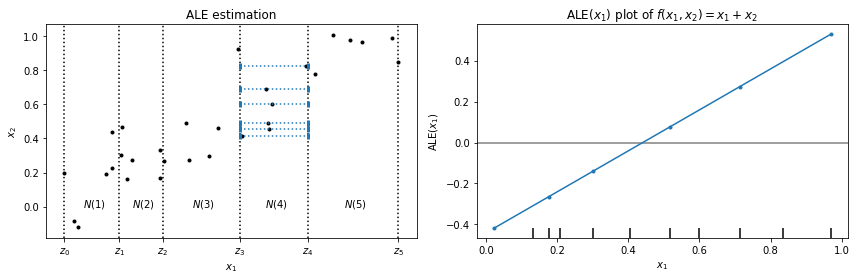 ALE estimation
x₂
1.0
0.8
0.6
0.4
0.2
0.0
N(1) N(2) N(3) N(4) N(5)
z₀ z₁ z₂ z₃ z₄ z₅
x₁
ALE(x₁) plot of f(x₁, x₂) = x₁ + x₂
ALE(x₁)
0.4
0.2
0.0
−0.2
−0.4
0.0 0.2 0.4 0.6 0.8 1.0
x₁